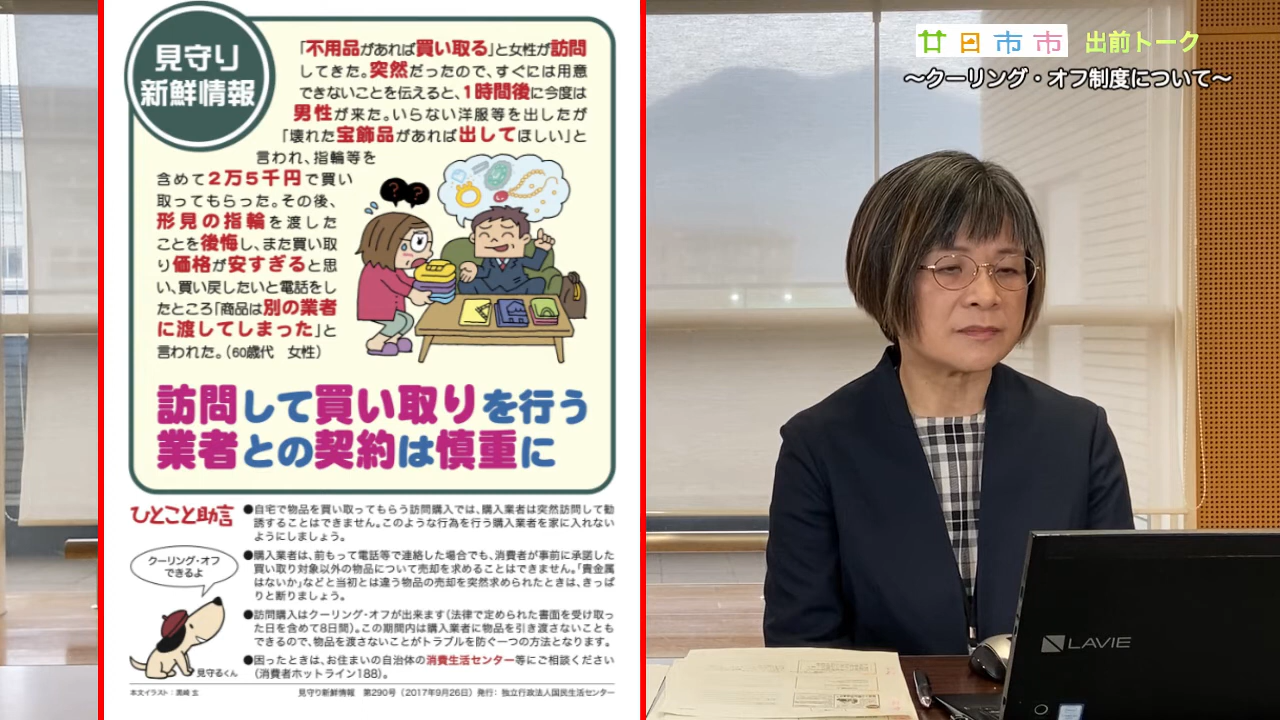 見守り
新鮮情報
「不用品があれば買い取る」と女性が訪問
してきた。突然だったので、すぐには用意
できないことを伝えると、1時間後に今度は
男性が来た。いらない洋服等を出したが
「壊れた宝飾品があれば出してほしい」と
言われ、指輪等を
含めて2万5千円で買い
取ってもらった。その後、
形見の指輪を渡した
ことを後悔し、また買い取
り価格が安すぎると思
い、買い戻したいと電話をし
たところ「商品は別の業者
に渡してしまった」と
言われた。(60歳代 女性)
訪問して買い取りを行う
業者との契約は慎重に
ひとこと助言
●自宅で物品を買い取ってもらう訪問購入では、購入業者は突然訪問して勧
誘することはできません。このような行為を行う購入業者を家に入れない
ようにしましょう。
●購入業者は、前もって電話等で連絡した場合でも、消費者が事前に承諾した
買い取り対象以外の物品について売却を求めることはできません。「貴金属
はないか」などと当初とは違う物品の売却を突然求められたときは、きっぱ
りと断りましょう。
●訪問購入はクーリング・オフが出来ます(法律で定められた書面を受け取っ
た日を含めて8日間)。この期間内は購入業者に物品を引き渡さないことも
できるので、物品を渡さないことがトラブルを防ぐ一つの方法となります。
●困ったときは、お住まいの自治体の消費生活センター等にご相談ください
(消費者ホットライン188)。
クーリング・オフ
できるよ
見守るくん
本文イラスト:黒崎 玄
見守り新鮮情報 第290号(2017年9月26日)発行:独立行政法人国民生活センター
廿日市市 出前トーク
～クーリング・オフ制度について～
LAVIE